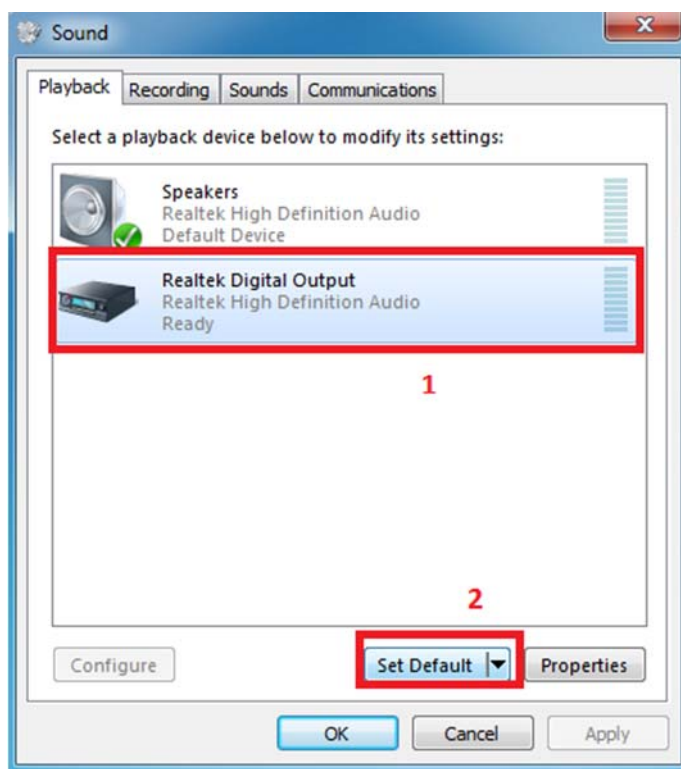 Sound
Playback Recording Sounds Communications
Select a playback device below to modify its settings:
Speakers
Realtek High Definition Audio
Default Device
Realtek Digital Output
Realtek High Definition Audio
Ready
1
2
Configure Set Default Properties
OK Cancel Apply